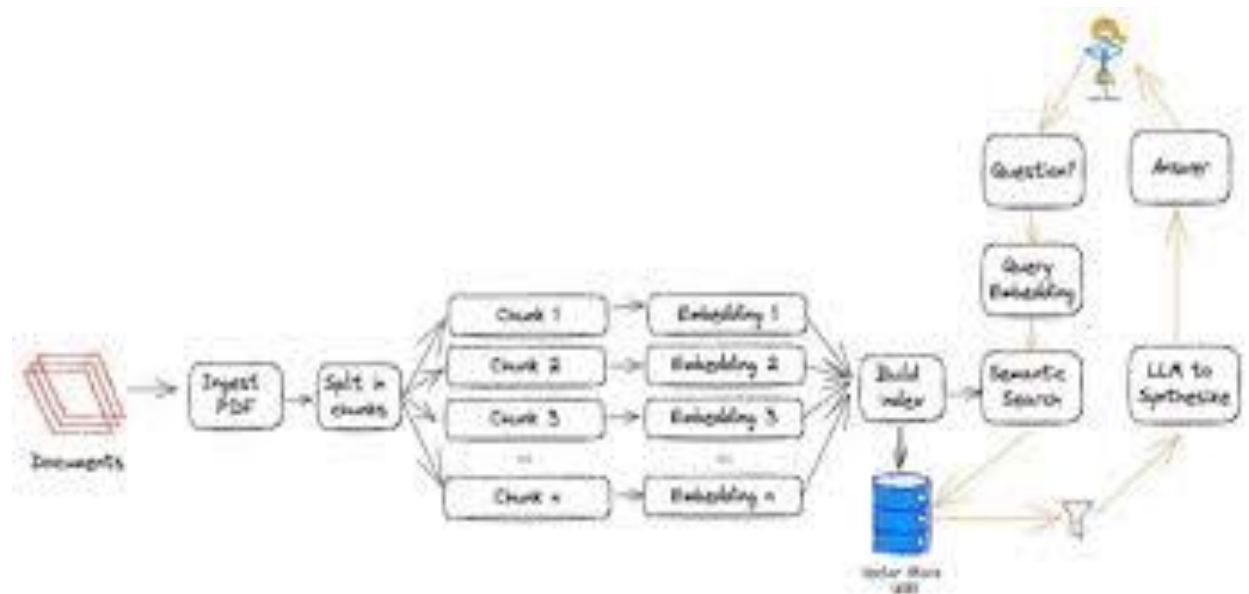 Documents
Ingest
PDF
Split in
chunks
Chunk 1
Embedding 1
Chunk 2
Embedding 2
Chunk 3
Embedding 3
...
...
Chunk n
Embedding n
Build
index
Vector Store
Question?
Query
Embedding
Semantic
Search
LLM to
Synthesize
Answer